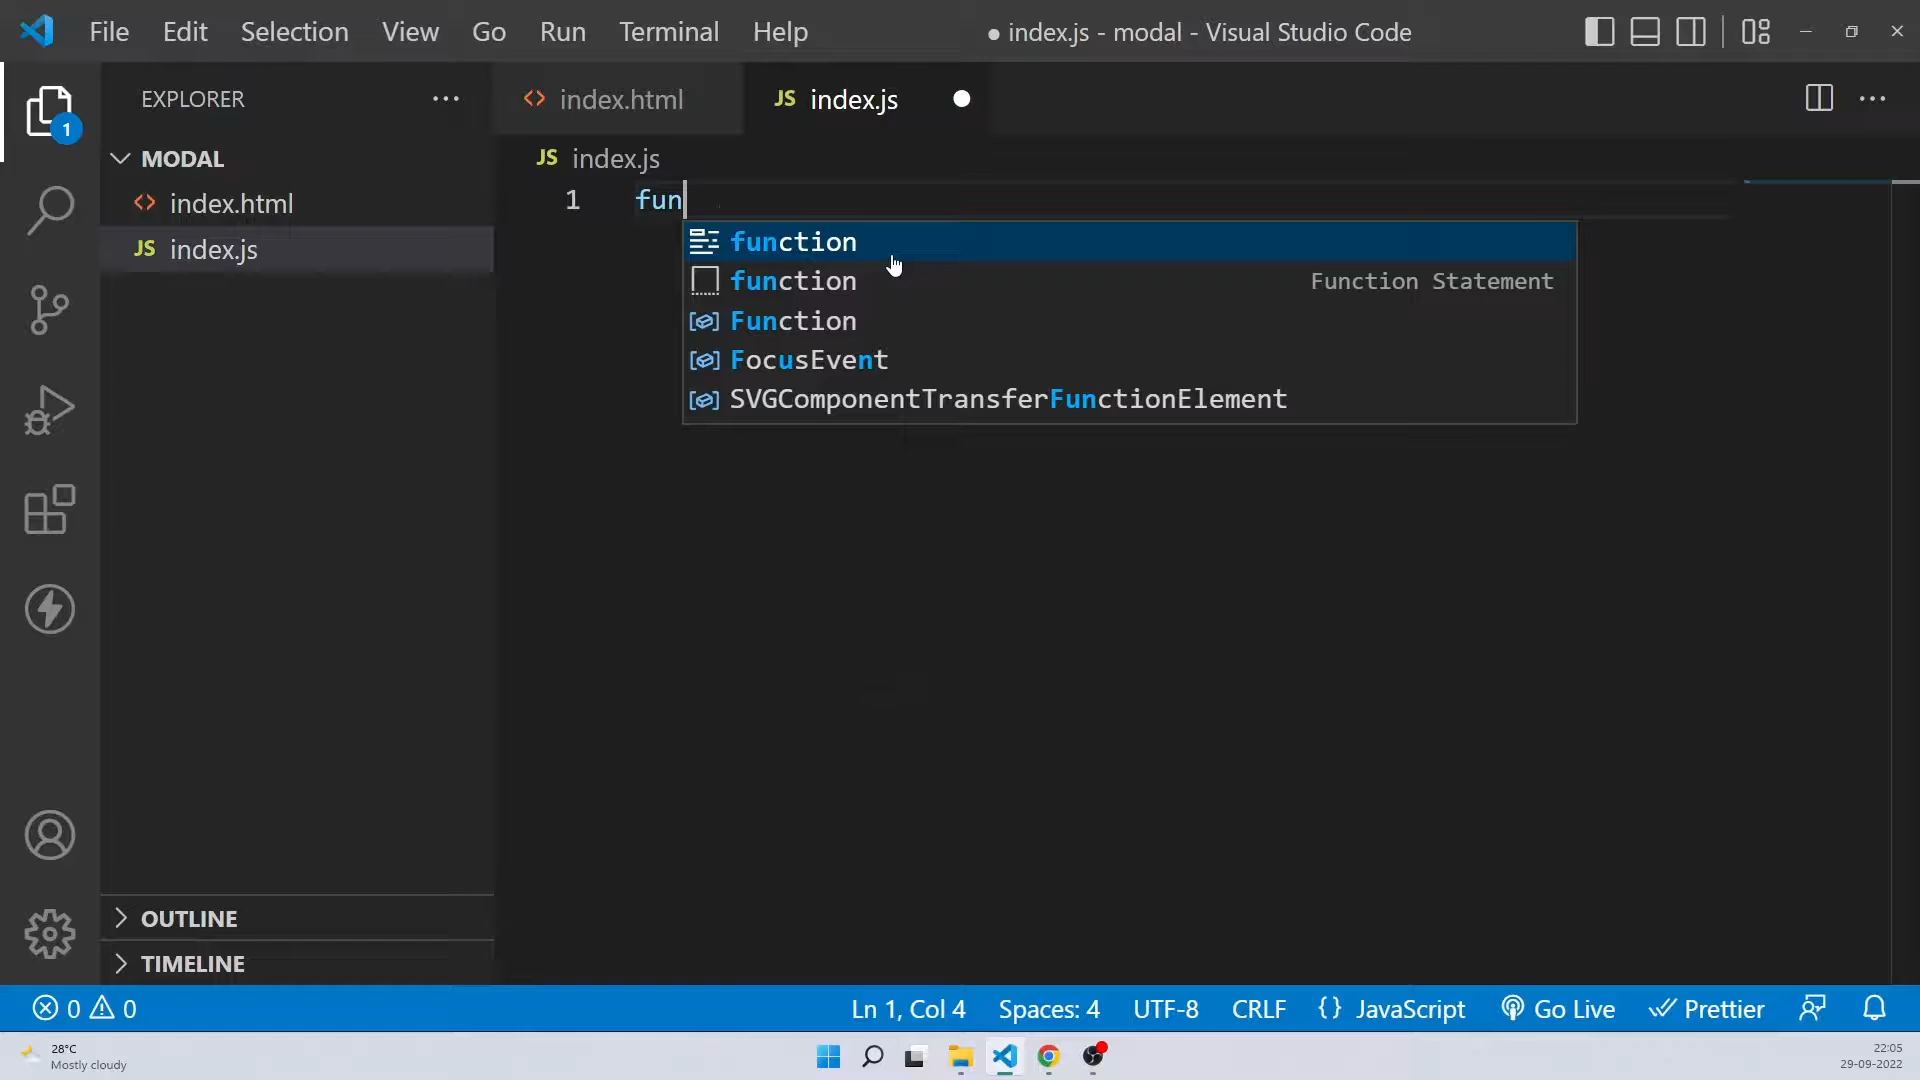 File Edit Selection View Go Run Terminal Help ● index.js - modal - Visual Studio Code
EXPLORER ··· <> index.html JS index.js ● ···
1
MODAL JS index.js
<> index.html 1 fun
JS index.js
function
function Function Statement
Function
FocusEvent
SVGComponentTransferFunctionElement
OUTLINE
TIMELINE
0 0 Ln 1, Col 4 Spaces: 4 UTF-8 CRLF {} JavaScript Go Live Prettier
28°C 22:05
Mostly cloudy 29-09-2022